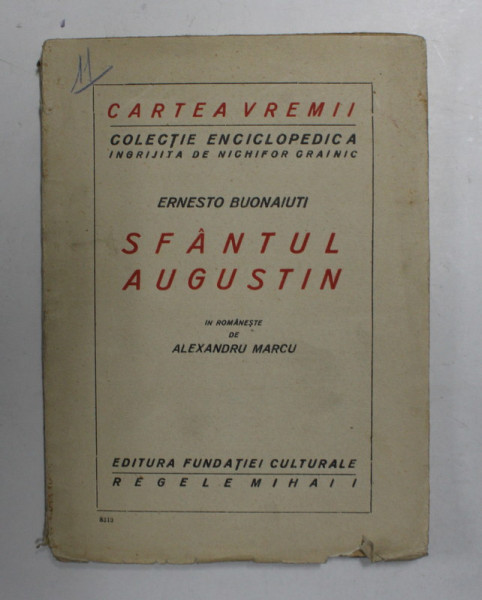 11
CARTEA VREMII
COLECȚIE ENCICLOPEDICA
INGRIJITA DE NICHIFOR CRAINIC
ERNESTO BUONAIUTI
SFÂNTUL
AUGUSTIN
IN ROMÂNEȘTE
DE
ALEXANDRU MARCU
EDITURA FUNDAȚIEI CULTURALE
REGELE MIHAI I
6113